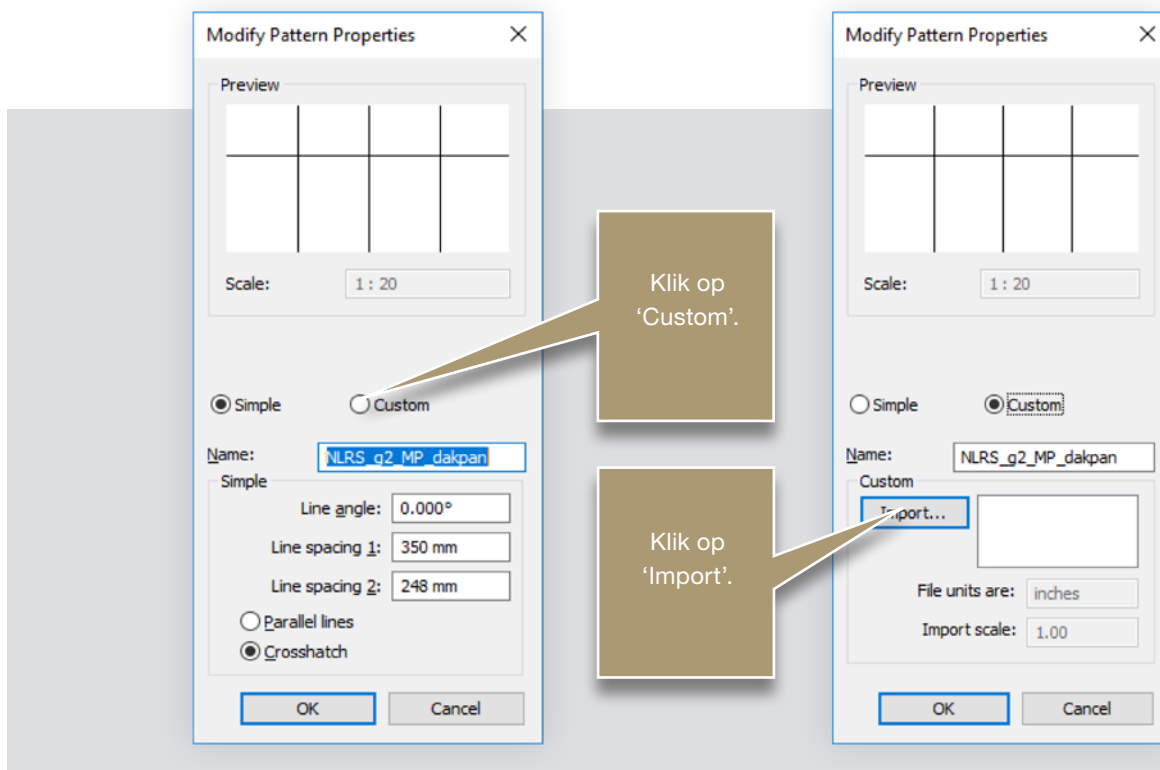 Modify Pattern Properties
Preview
Scale:
1 : 20
Simple
Custom
Name:
NLRS_g2_MP_dakpan
Simple
Line angle:
0.000°
Line spacing 1:
350 mm
Line spacing 2:
248 mm
Parallel lines
Crosshatch
OK
Cancel
Klik op
‘Custom’.
Klik op
‘Import’.
Modify Pattern Properties
Preview
Scale:
1 : 20
Simple
Custom
Name:
NLRS_g2_MP_dakpan
Custom
Import...
File units are:
inches
Import scale:
1.00
OK
Cancel